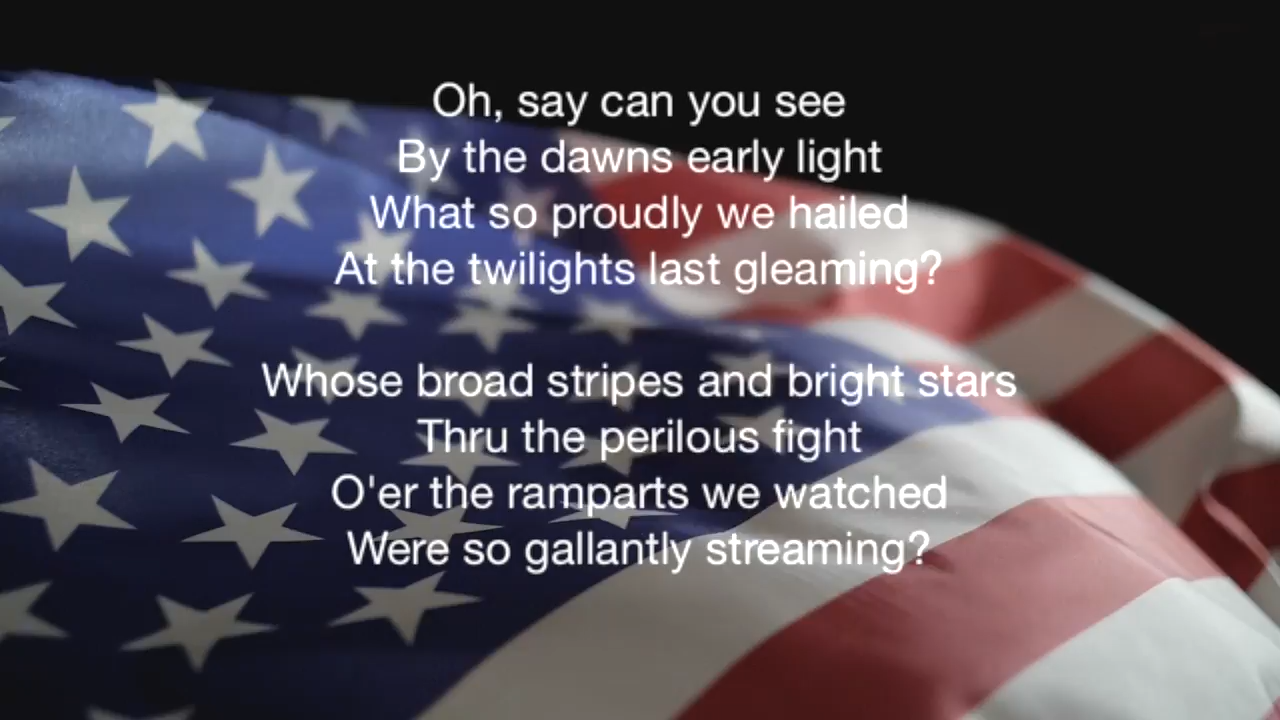 Oh, say can you see
By the dawns early light
What so proudly we hailed
At the twilights last gleaming?
Whose broad stripes and bright stars
Thru the perilous fight
O'er the ramparts we watched
Were so gallantly streaming?